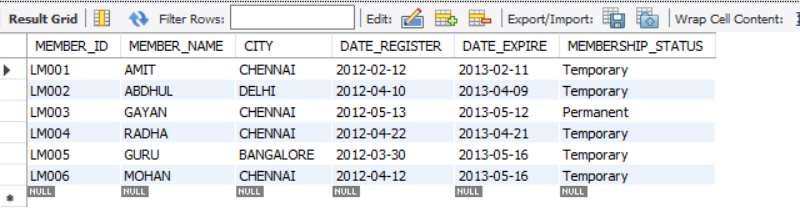 Result Grid Filter Rows: Edit: Export/Import: Wrap Cell Content:
MEMBER_ID MEMBER_NAME CITY DATE_REGISTER DATE_EXPIRE MEMBERSHIP_STATUS
LM001 AMIT CHENNAI 2012-02-12 2013-02-11 Temporary
LM002 ABDHUL DELHI 2012-04-10 2013-04-09 Temporary
LM003 GAYAN CHENNAI 2012-05-13 2013-05-12 Permanent
LM004 RADHA CHENNAI 2012-04-22 2013-04-21 Temporary
LM005 GURU BANGALORE 2012-03-30 2013-05-16 Temporary
LM006 MOHAN CHENNAI 2012-04-12 2013-05-16 Temporary
NULL NULL NULL NULL NULL NULL